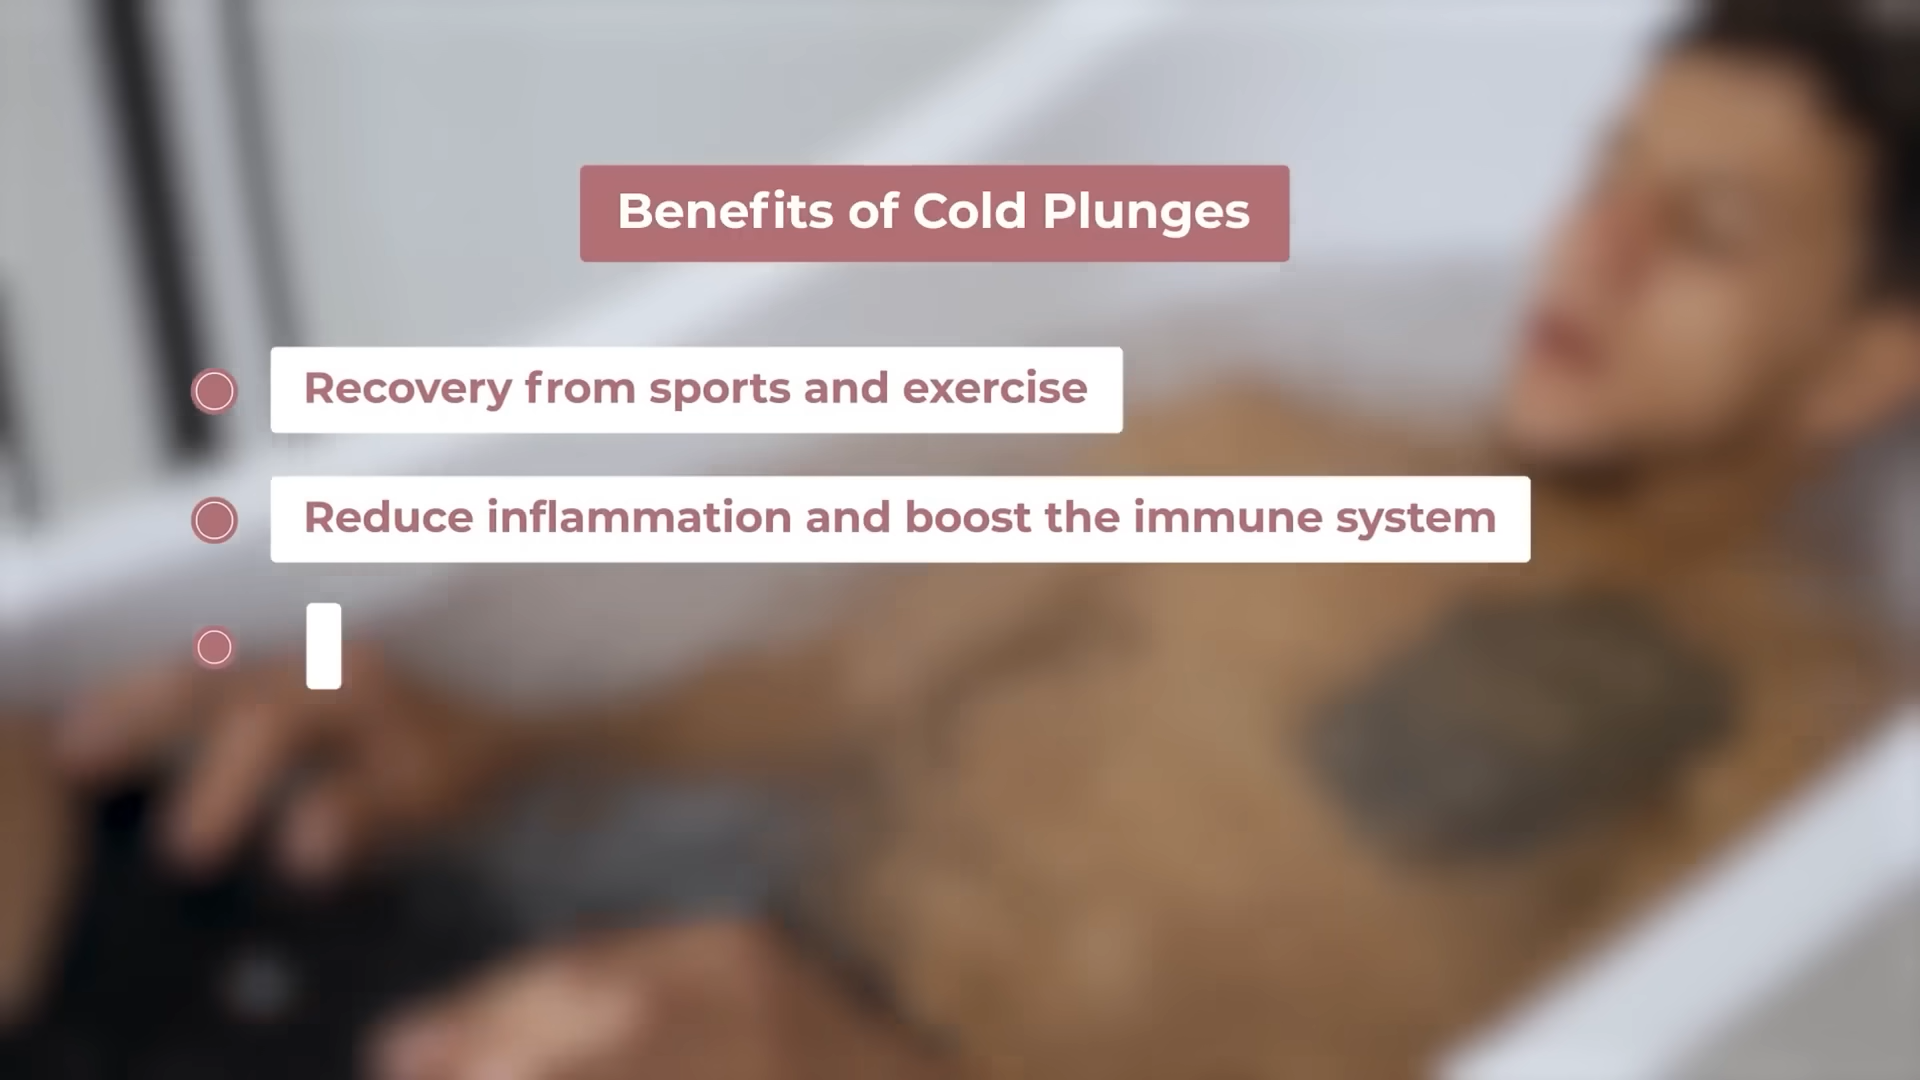 Benefits of Cold Plunges
Recovery from sports and exercise
Reduce inflammation and boost the immune system